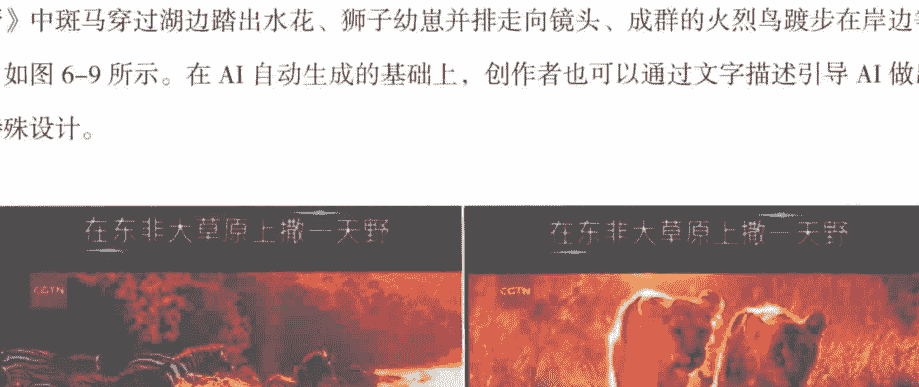 》中斑马穿过湖边踏出水花、狮子幼崽并排走向镜头、成群的火烈鸟踱步在岸边
如图 6-9 所示。在 AI 自动生成的基础上，创作者也可以通过文字描述引导 AI 做
殊设计。
在东非大草原上撒一天野
在东非大草原上撒一天野
CGTN
CGTN